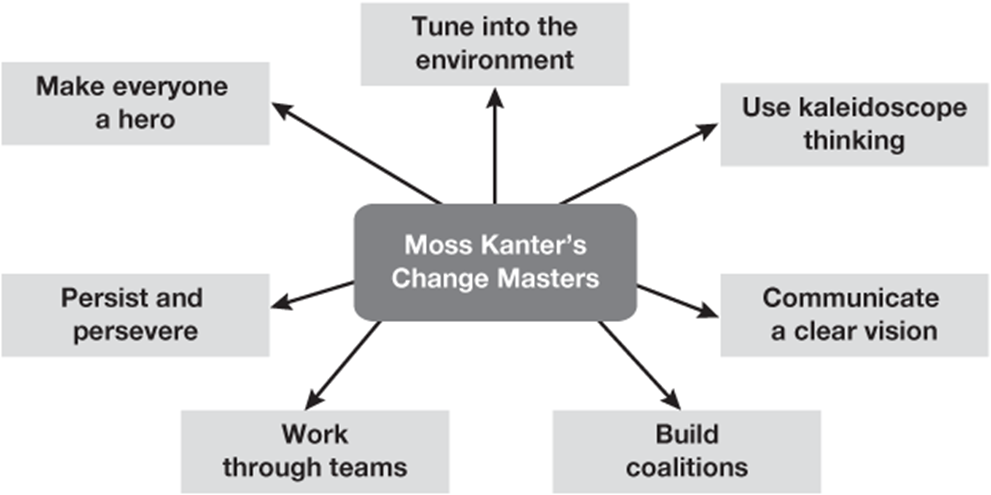 Tune into the
environment
Make everyone
a hero
Use kaleidoscope
thinking
Moss Kanter's
Change Masters
Persist and
persevere
Communicate
a clear vision
Work
through teams
Build
coalitions